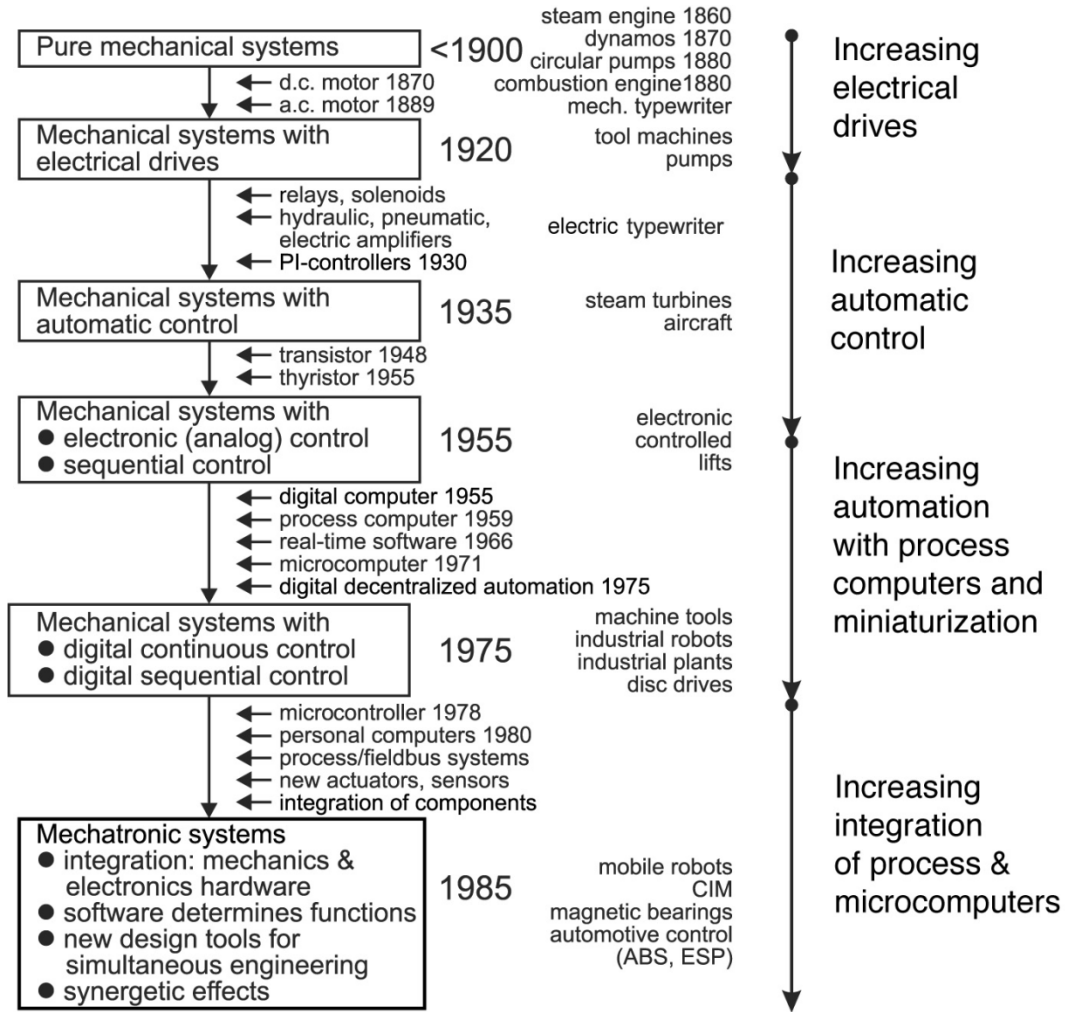 steam engine 1860
Pure mechanical systems
<1900
dynamos 1870
circular pumps 1880
combustion engine1880
mech. typewriter
d.c. motor 1870
a.c. motor 1889
Increasing
electrical
drives
Mechanical systems with
electrical drives
1920
tool machines
pumps
relays, solenoids
hydraulic, pneumatic,
electric amplifiers
PI-controllers 1930
electric typewriter
Increasing
automatic
control
Mechanical systems with
automatic control
1935
steam turbines
aircraft
transistor 1948
thyristor 1955
Mechanical systems with
● electronic (analog) control
● sequential control
1955
electronic
controlled
lifts
Increasing
automation
with process
computers and
miniaturization
digital computer 1955
process computer 1959
real-time software 1966
microcomputer 1971
digital decentralized automation 1975
Mechanical systems with
● digital continuous control
● digital sequential control
1975
machine tools
industrial robots
industrial plants
disc drives
microcontroller 1978
personal computers 1980
process/fieldbus systems
new actuators, sensors
integration of components
Increasing
integration
of process &
microcomputers
Mechatronic systems
● integration: mechanics &
electronics hardware
● software determines functions
● new design tools for
simultaneous engineering
● synergetic effects
1985
mobile robots
CIM
magnetic bearings
automotive control
(ABS, ESP)